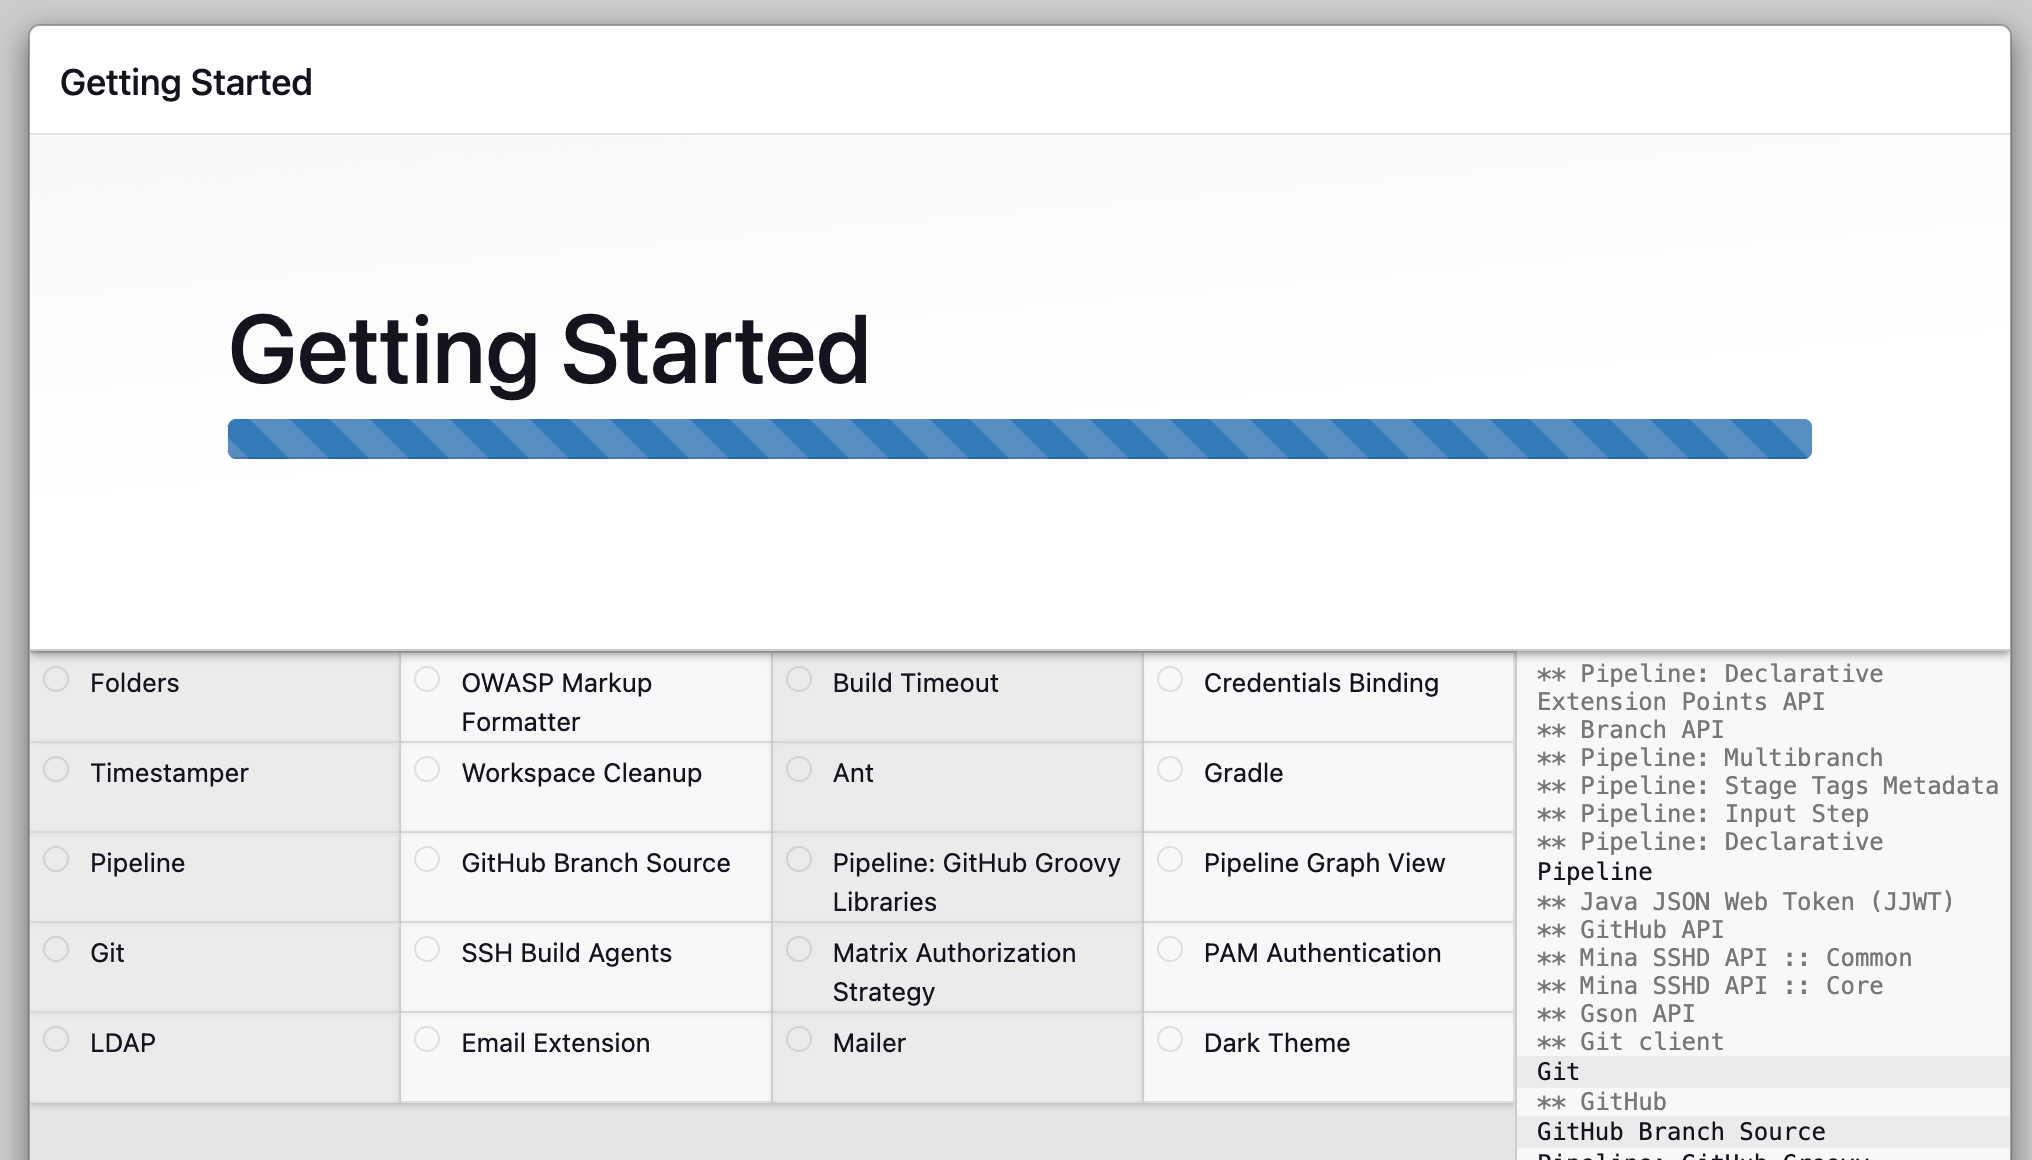 Getting Started
Getting Started
Folders
OWASP Markup
Formatter
Build Timeout
Credentials Binding
Timestamper
Workspace Cleanup
Ant
Gradle
Pipeline
GitHub Branch Source
Pipeline: GitHub Groovy
Libraries
Pipeline Graph View
Git
SSH Build Agents
Matrix Authorization
Strategy
PAM Authentication
LDAP
Email Extension
Mailer
Dark Theme
** Pipeline: Declarative
Extension Points API
** Branch API
** Pipeline: Multibranch
** Pipeline: Stage Tags Metadata
** Pipeline: Input Step
** Pipeline: Declarative
Pipeline
** Java JSON Web Token (JJWT)
** GitHub API
** Mina SSHD API :: Common
** Mina SSHD API :: Core
** Gson API
** Git client
Git
** GitHub
GitHub Branch Source
Pipeline: GitHub Groovy